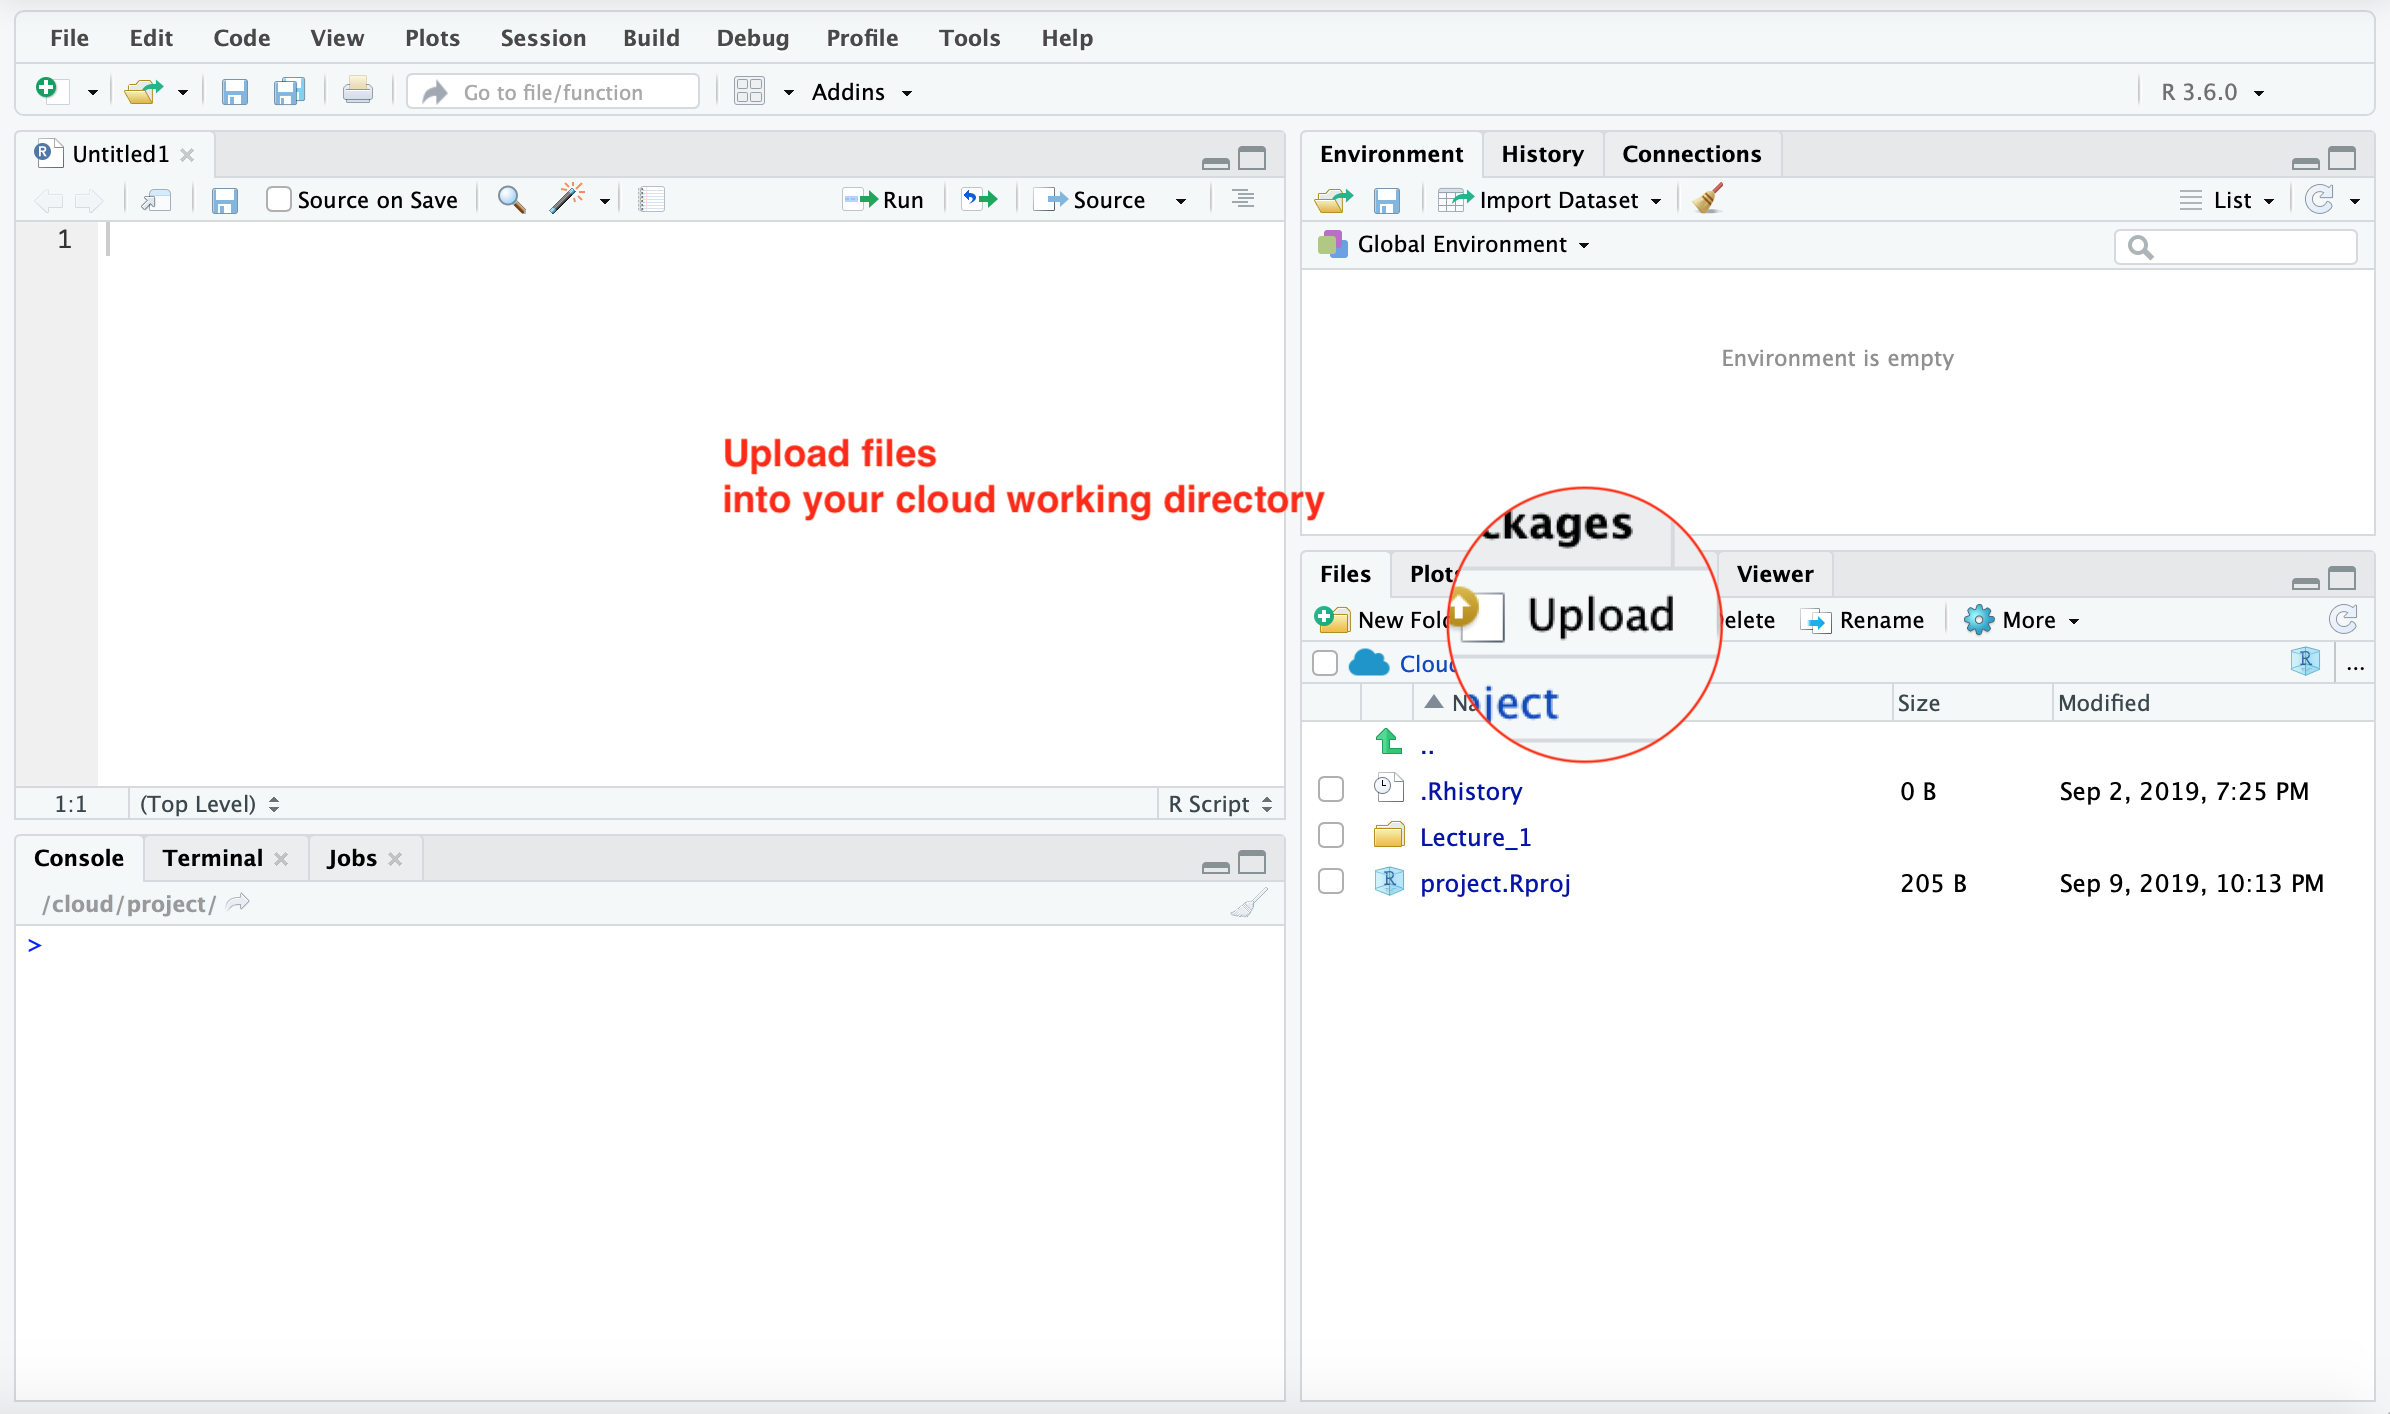 File Edit Code View Plots Session Build Debug Profile Tools Help
Go to file/function Addins R 3.6.0
Untitled1
Source on Save Run Source
1
Upload files
into your cloud working directory
1:1 (Top Level) R Script
Console Terminal Jobs
/cloud/project/
>
Environment History Connections
Import Dataset List
Global Environment
Environment is empty
ckages
Files Plots Viewer
New Fol Upload elete Rename More
Cloud ...
ject
Na Size Modified
..
.Rhistory 0 B Sep 2, 2019, 7:25 PM
Lecture_1
project.Rproj 205 B Sep 9, 2019, 10:13 PM